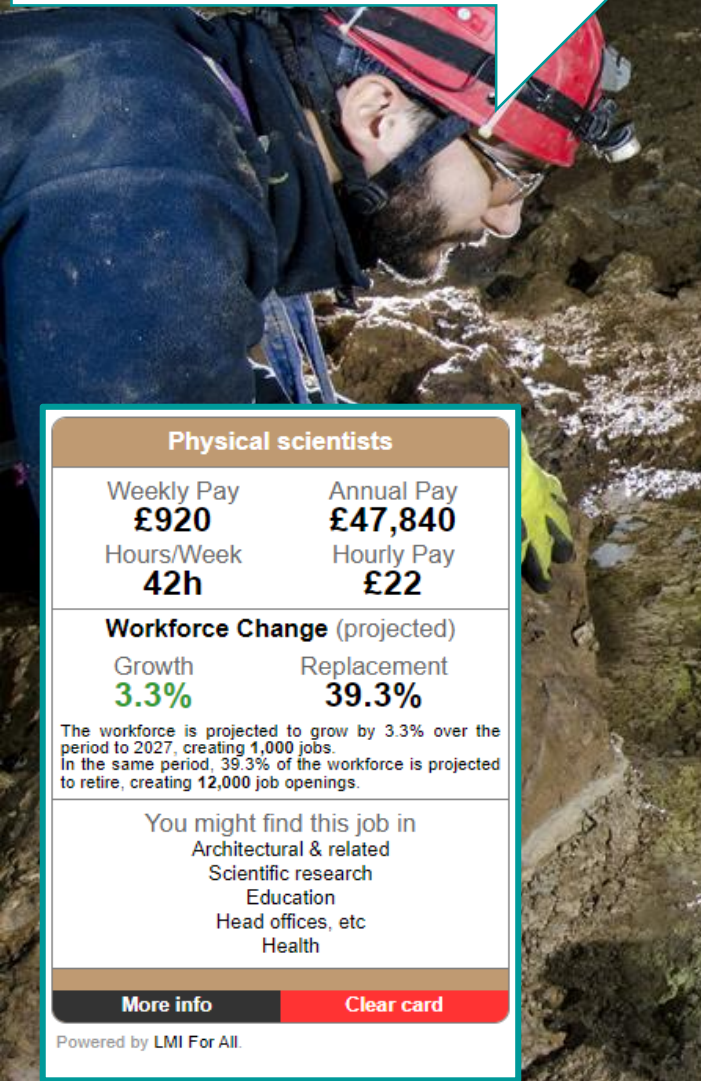 Physical scientists
Weekly Pay Annual Pay
£920 £47,840
Hours/Week Hourly Pay
42h £22
Workforce Change (projected)
Growth Replacement
3.3% 39.3%
The workforce is projected to grow by 3.3% over the
period to 2027, creating 1,000 jobs.
In the same period, 39.3% of the workforce is projected
to retire, creating 12,000 job openings.
You might find this job in
Architectural & related
Scientific research
Education
Head offices, etc
Health
More info Clear card
Powered by LMI For All.